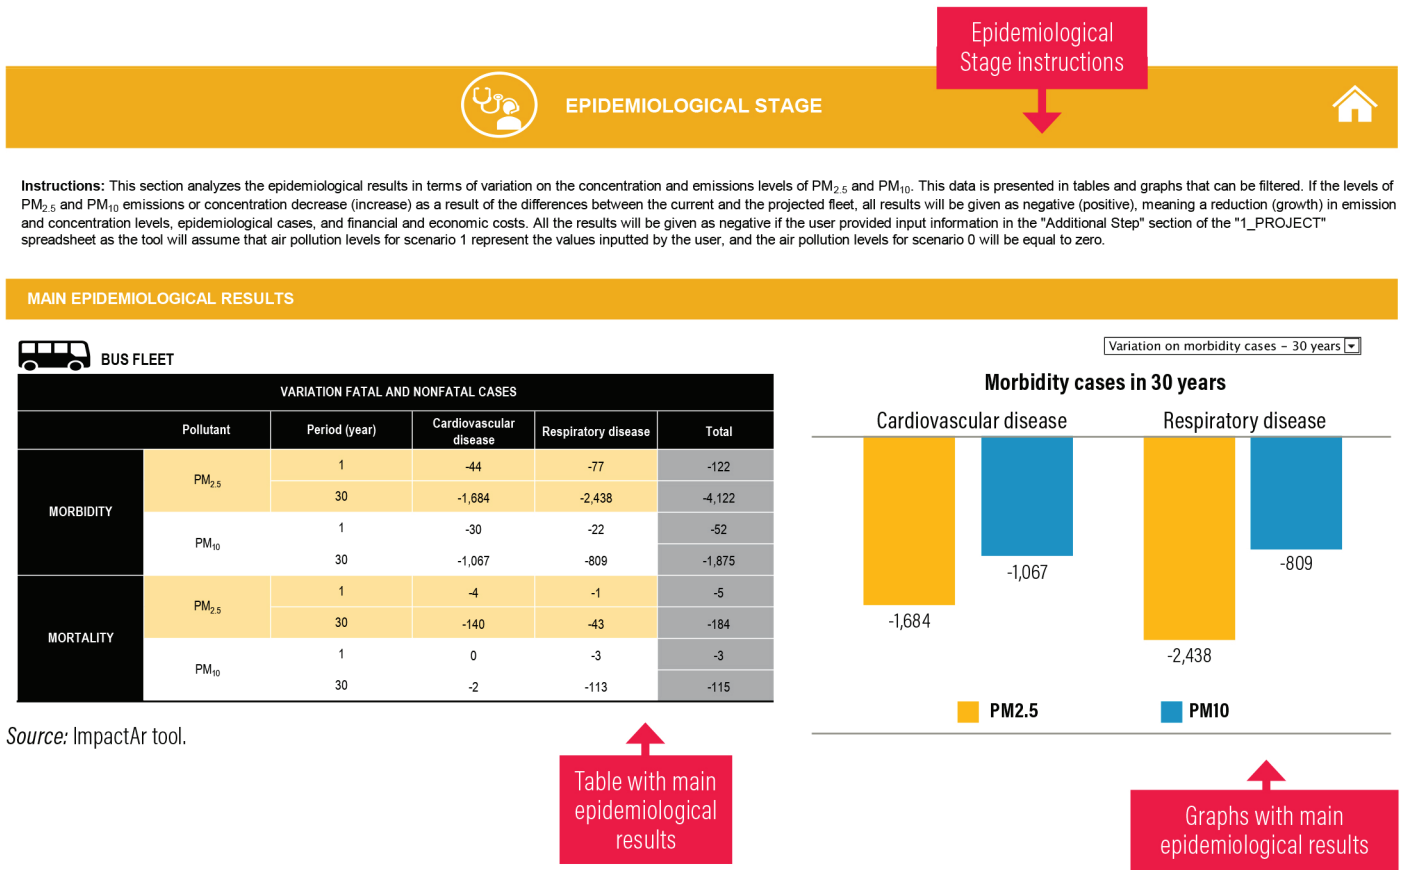 Epidemiological
Stage instructions
EPIDEMIOLOGICAL STAGE
Instructions: This section analyzes the epidemiological results in terms of variation on the concentration and emissions levels of PM2.5 and PM10. This data is presented in tables and graphs that can be filtered. If the levels of
PM2.5 and PM10 emissions or concentration decrease (increase) as a result of the differences between the current and the projected fleet, all results will be given as negative (positive), meaning a reduction (growth) in emission
and concentration levels, epidemiological cases, and financial and economic costs. All the results will be given as negative if the user provided input information in the "Additional Step" section of the "1_PROJECT"
spreadsheet as the tool will assume that air pollution levels for scenario 1 represent the values inputted by the user, and the air pollution levels for scenario 0 will be equal to zero.
MAIN EPIDEMIOLOGICAL RESULTS
BUS FLEET
VARIATION FATAL AND NONFATAL CASES
Pollutant Period (year) Cardiovascular disease Respiratory disease Total
MORBIDITY
PM2.5
1 -44 -77 -122
30 -1,684 -2,438 -4,122
PM10
1 -30 -22 -52
30 -1,067 -809 -1,875
MORTALITY
PM2.5
1 -4 -1 -5
30 -140 -43 -184
PM10
1 0 -3 -3
30 -2 -113 -115
Source: ImpactAr tool.
Table with main
epidemiological
results
Variation on morbidity cases – 30 years
Morbidity cases in 30 years
Cardiovascular disease Respiratory disease
-1,684
-1,067
-2,438
-809
PM2.5 PM10
Graphs with main
epidemiological results